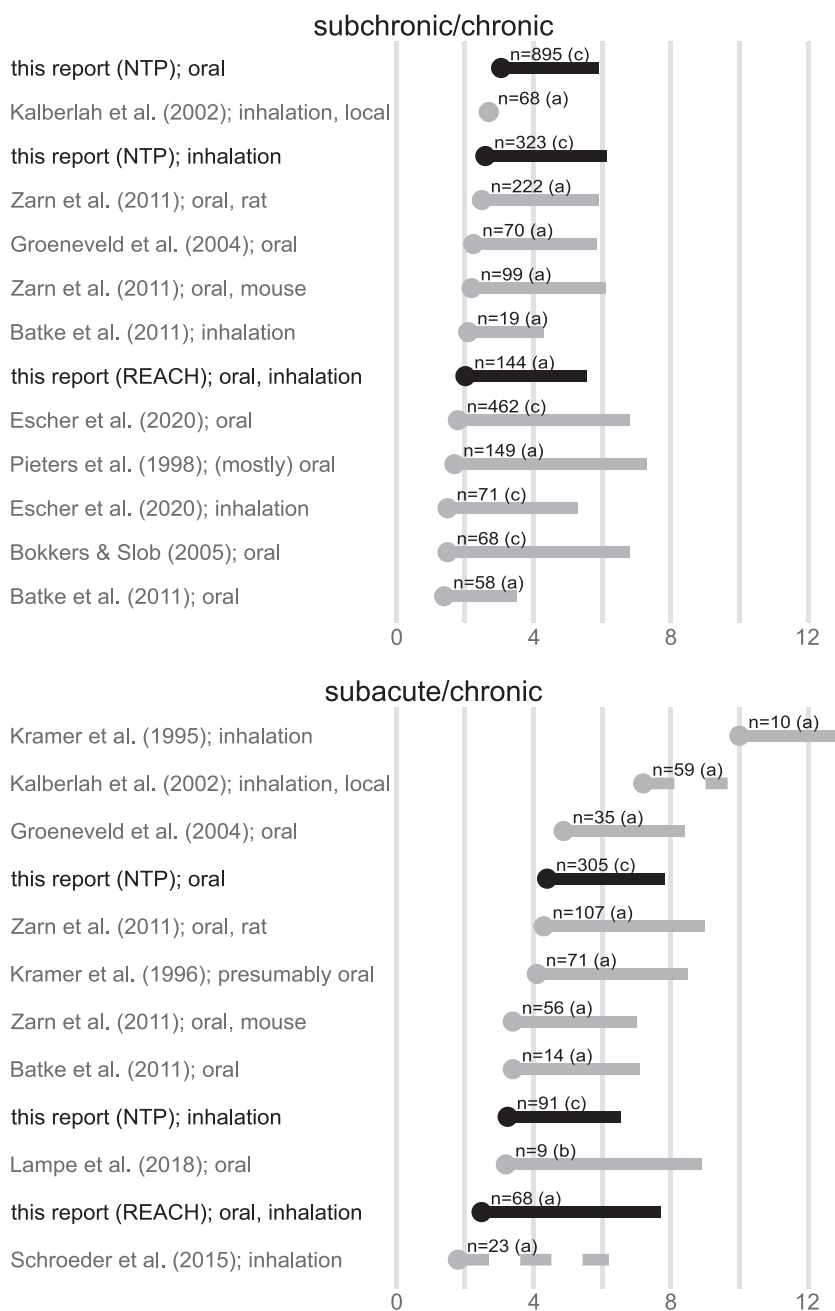 subchronic/chronic
this report (NTP); oral n=895 (c)
Kalberlah et al. (2002); inhalation, local n=68 (a)
this report (NTP); inhalation n=323 (c)
Zarn et al. (2011); oral, rat n=222 (a)
Groeneveld et al. (2004); oral n=70 (a)
Zarn et al. (2011); oral, mouse n=99 (a)
Batke et al. (2011); inhalation n=19 (a)
this report (REACH); oral, inhalation n=144 (a)
Escher et al. (2020); oral n=462 (c)
Pieters et al. (1998); (mostly) oral n=149 (a)
Escher et al. (2020); inhalation n=71 (c)
Bokkers & Slob (2005); oral n=68 (c)
Batke et al. (2011); oral n=58 (a)
0 4 8 12
subacute/chronic
Kramer et al. (1995); inhalation n=10 (a)
Kalberlah et al. (2002); inhalation, local n=59 (a)
Groeneveld et al. (2004); oral n=35 (a)
this report (NTP); oral n=305 (c)
Zarn et al. (2011); oral, rat n=107 (a)
Kramer et al. (1996); presumably oral n=71 (a)
Zarn et al. (2011); oral, mouse n=56 (a)
Batke et al. (2011); oral n=14 (a)
this report (NTP); inhalation n=91 (c)
Lampe et al. (2018); oral n=9 (b)
this report (REACH); oral, inhalation n=68 (a)
Schroeder et al. (2015); inhalation n=23 (a)
0 4 8 12